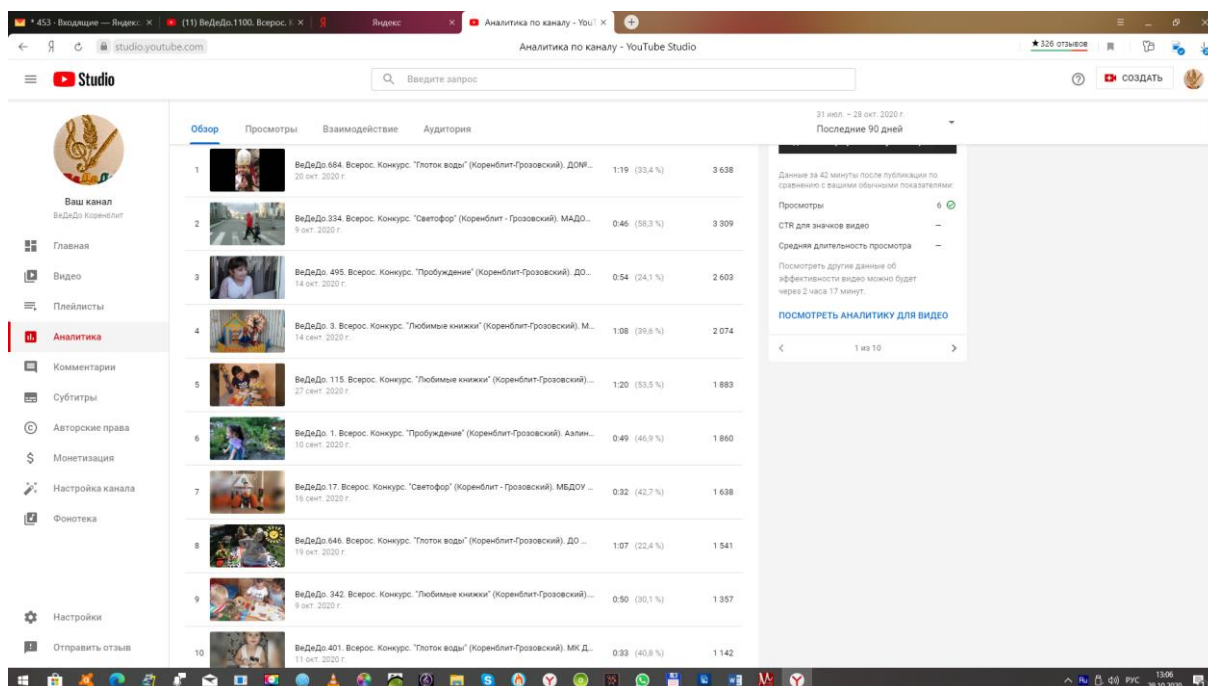 * 453 · Входящие — Яндекс.
(11) ВеДеДо.1100. Всерос. К
Яндекс
Аналитика по каналу - YouT
studio.youtube.com
Аналитика по каналу - YouTube Studio
★326 отзывов
Studio
Введите запрос
СОЗДАТЬ
Ваш канал
ВеДеДо Коренблит
Главная
Видео
Плейлисты
Аналитика
Комментарии
Субтитры
Авторские права
Монетизация
Настройка канала
Фонотека
Настройки
Отправить отзыв
Обзор Просмотры Взаимодействие Аудитория
31 июл. – 28 окт. 2020 г.
Последние 90 дней
1 ВеДеДо.684. Всерос. Конкурс. "Глоток воды" (Коренблит-Грозовский). ДОМ№... 1:19 (33,4 %) 3 638
20 окт. 2020 г.
2 ВеДеДо.334. Всерос. Конкурс. "Светофор" (Коренблит - Грозовский). МАДО... 0:46 (58,3 %) 3 309
9 окт. 2020 г.
3 ВеДеДо. 495. Всерос. Конкурс. "Пробуждение" (Коренблит-Грозовский). ДО... 0:54 (24,1 %) 2 603
14 окт. 2020 г.
4 ВеДеДо. 3. Всерос. Конкурс. "Любимые книжки" (Коренблит-Грозовский). М... 1:08 (39,6 %) 2 074
14 сент. 2020 г.
5 ВеДеДо. 115. Всерос. Конкурс. "Любимые книжки" (Коренблит-Грозовский).... 1:20 (53,5 %) 1 883
27 сент. 2020 г.
6 ВеДеДо. 1. Всерос. Конкурс. "Пробуждение" (Коренблит-Грозовский). Аэлин... 0:49 (46,9 %) 1 860
10 сент. 2020 г.
7 ВеДеДо.17. Всерос. Конкурс. "Светофор" (Коренблит - Грозовский). МБДОУ ... 0:32 (42,7 %) 1 638
16 сент. 2020 г.
8 ВеДеДо.646. Всерос. Конкурс. "Глоток воды" (Коренблит-Грозовский). ДО ... 1:07 (22,4 %) 1 541
19 окт. 2020 г.
9 ВеДеДо. 342. Всерос. Конкурс. "Любимые книжки" (Коренблит-Грозовский).... 0:50 (30,1 %) 1 357
9 окт. 2020 г.
10 ВеДеДо.401. Всерос. Конкурс. "Глоток воды" (Коренблит-Грозовский). МК Д... 0:33 (40,8 %) 1 142
11 окт. 2020 г.
Данные за 42 минуты после публикации по
сравнению с вашими обычными показателями:
Просмотры 6
CTR для значков видео –
Средняя длительность просмотра –
Посмотреть другие данные об
эффективности видео можно будет
через 2 часа 17 минут.
ПОСМОТРЕТЬ АНАЛИТИКУ ДЛЯ ВИДЕО
1 из 10
РУС
13:06